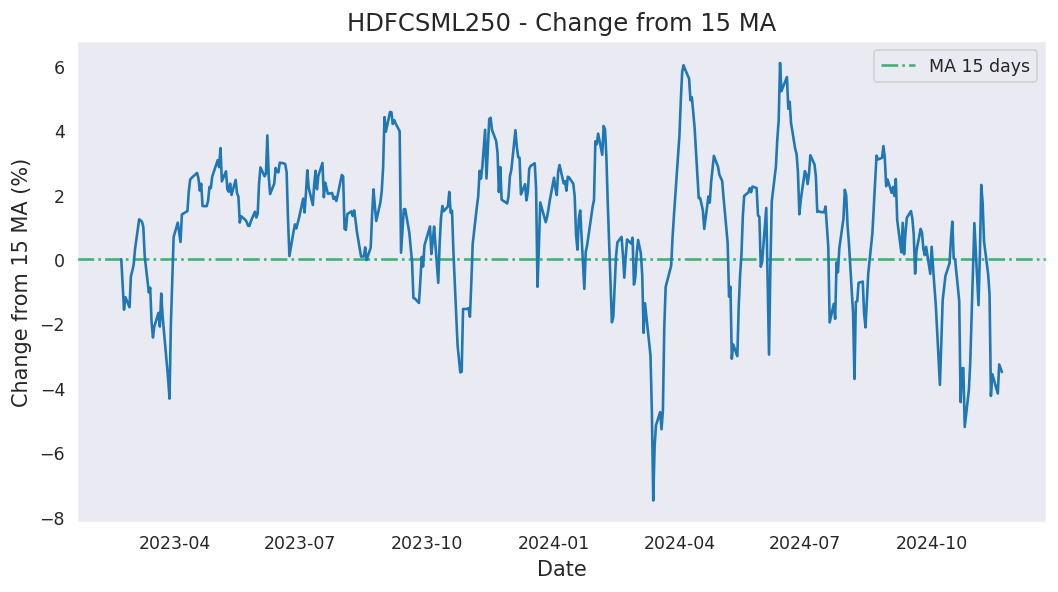 HDFCSML250 - Change from 15 MA
MA 15 days
Change from 15 MA (%)
6
4
2
0
−2
−4
−6
−8
2023-04 2023-07 2023-10 2024-01 2024-04 2024-07 2024-10
Date